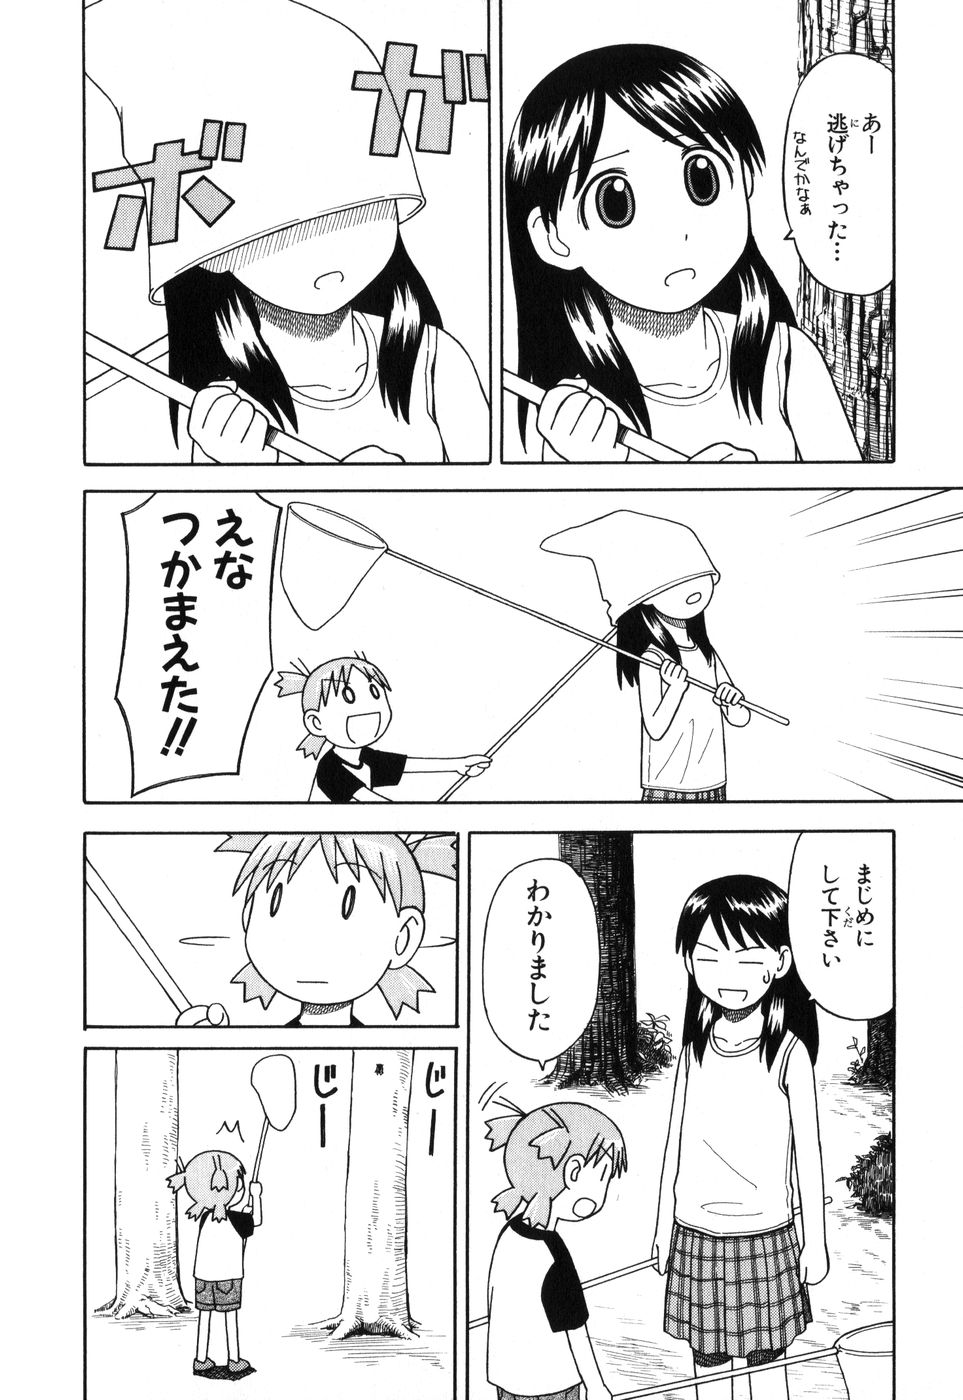 あー
逃げちゃった…
なんでかなぁ
ガ
ボ
えな
つかまえた!!
まじめに
して下さい
わかりました
じー
じー